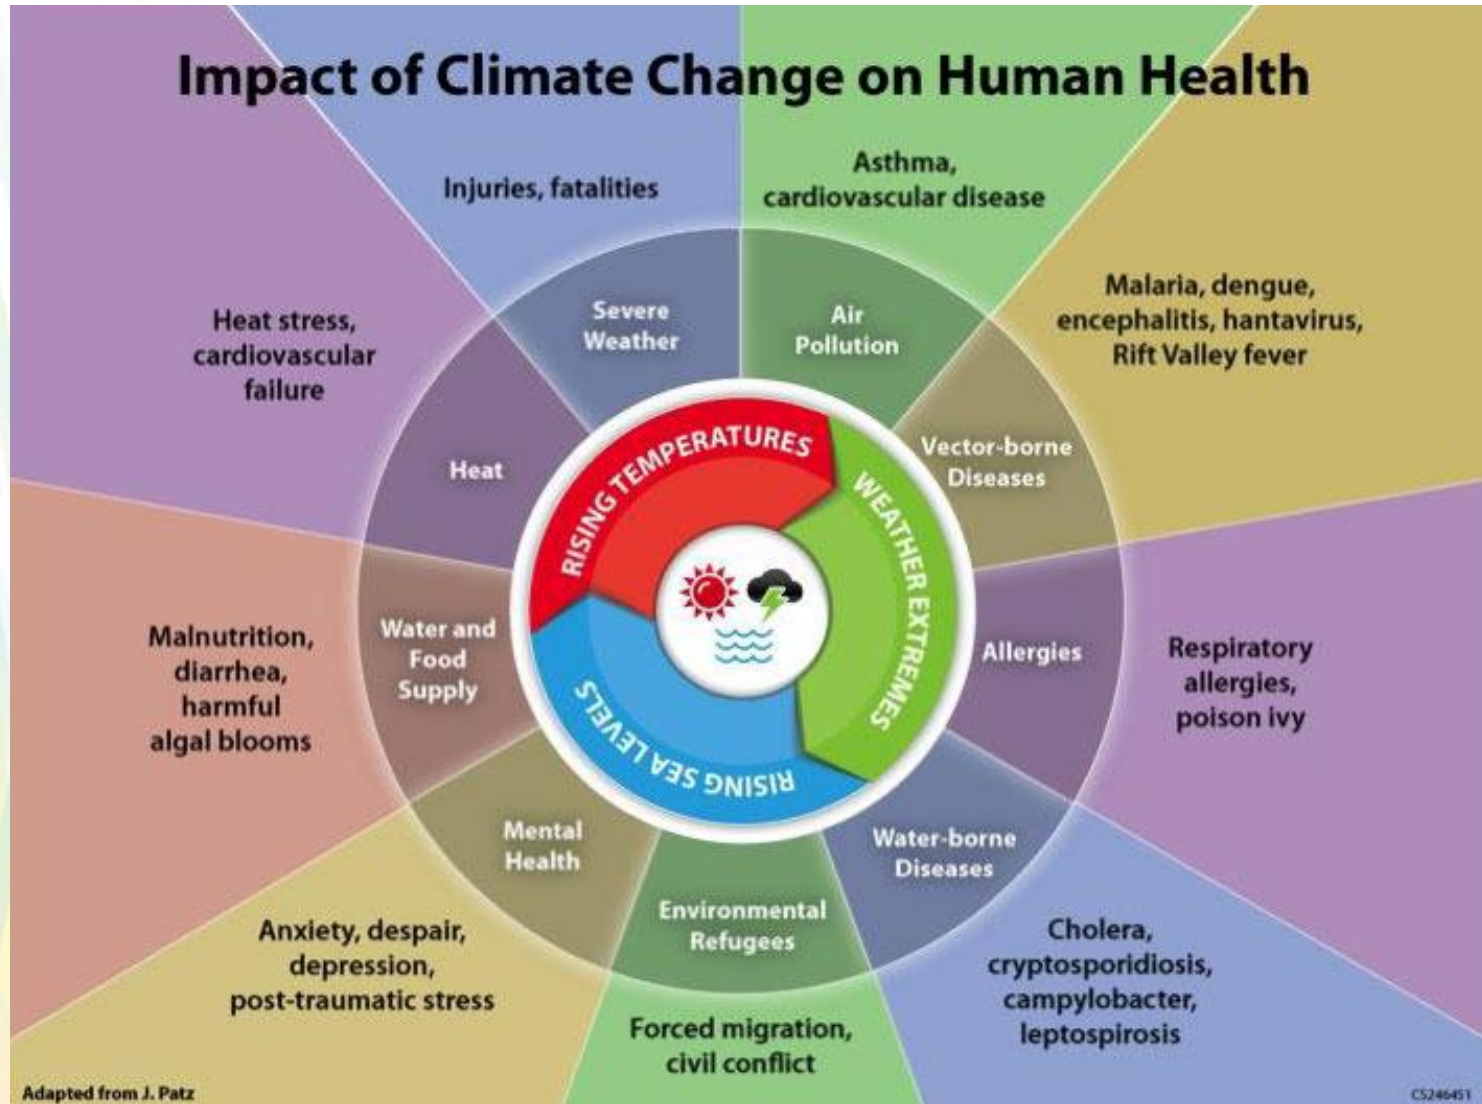 Impact of Climate Change on Human Health
Injuries, fatalities
Asthma,
cardiovascular disease
Malaria, dengue,
encephalitis, hantavirus,
Rift Valley fever
Heat stress,
cardiovascular
failure
Severe
Weather
Air
Pollution
Vector-borne
Diseases
Heat
RISING TEMPERATURES
WEATHER EXTREMES
RISING SEA LEVELS
Water and
Food
Supply
Allergies
Malnutrition,
diarrhea,
harmful
algal blooms
Respiratory
allergies,
poison ivy
Mental
Health
Environmental
Refugees
Water-borne
Diseases
Anxiety, despair,
depression,
post-traumatic stress
Forced migration,
civil conflict
Cholera,
cryptosporidiosis,
campylobacter,
leptospirosis
Adapted from J. Patz
CS246451